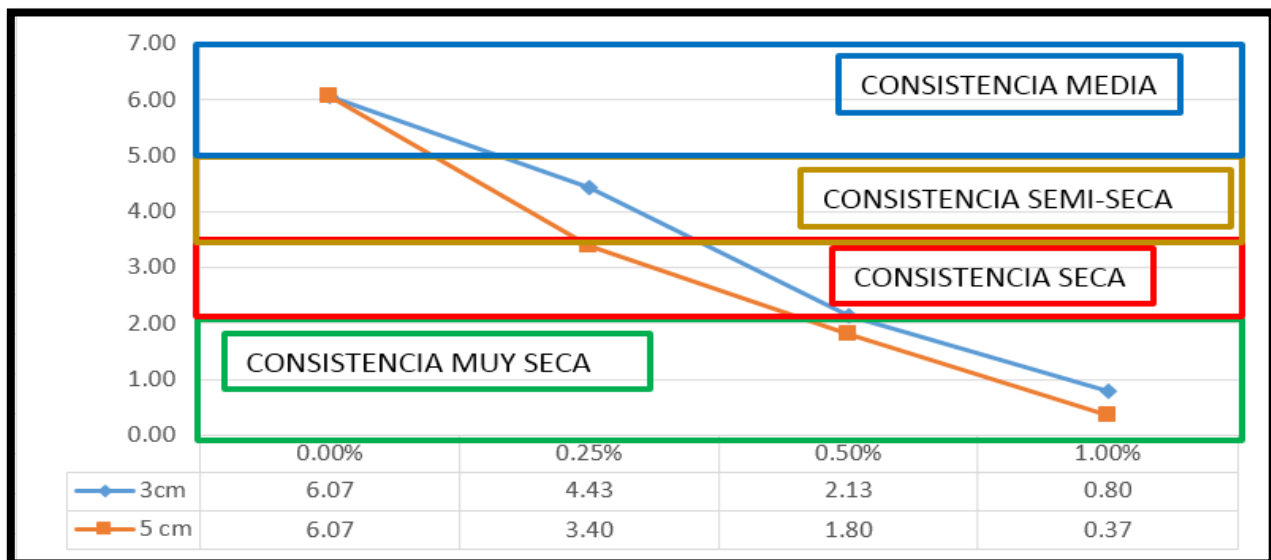 7.00
CONSISTENCIA MEDIA
6.00
5.00
CONSISTENCIA SEMI-SECA
4.00
3.00
CONSISTENCIA SECA
2.00
CONSISTENCIA MUY SECA
1.00
0.00
0.00% 0.25% 0.50% 1.00%
3cm 6.07 4.43 2.13 0.80
5 cm 6.07 3.40 1.80 0.37